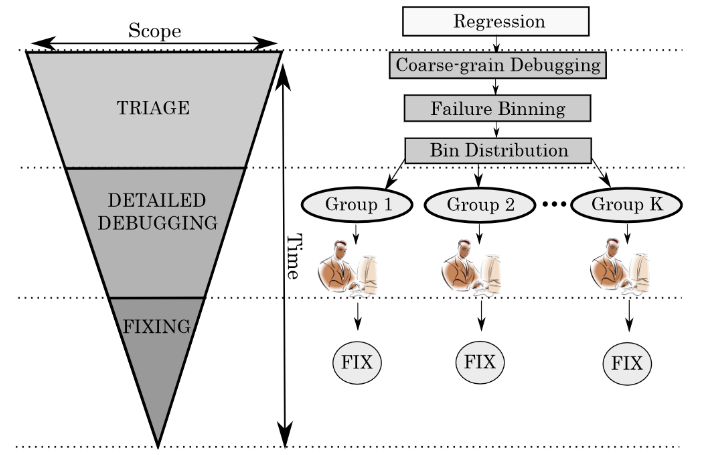 Scope
TRIAGE
DETAILED
DEBUGGING
FIXING
Time
Regression
Coarse-grain Debugging
Failure Binning
Bin Distribution
Group 1
Group 2
Group K
FIX
FIX
FIX